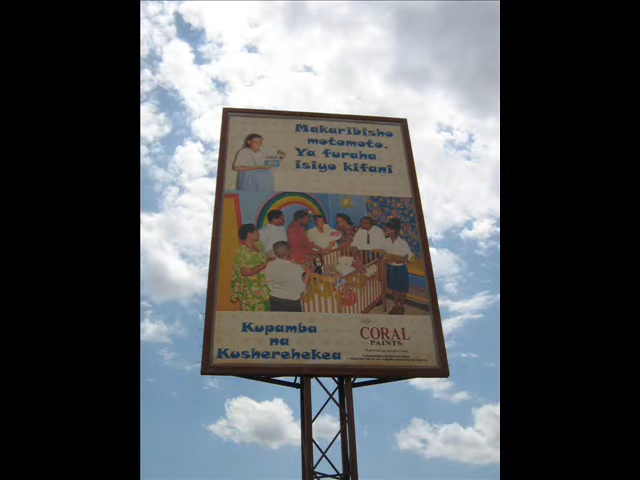 Makaribisho
motomoto.
Ya furaha
isiyo kifani
Kupamba
na
Kusherehekea
CORAL
PAINTS